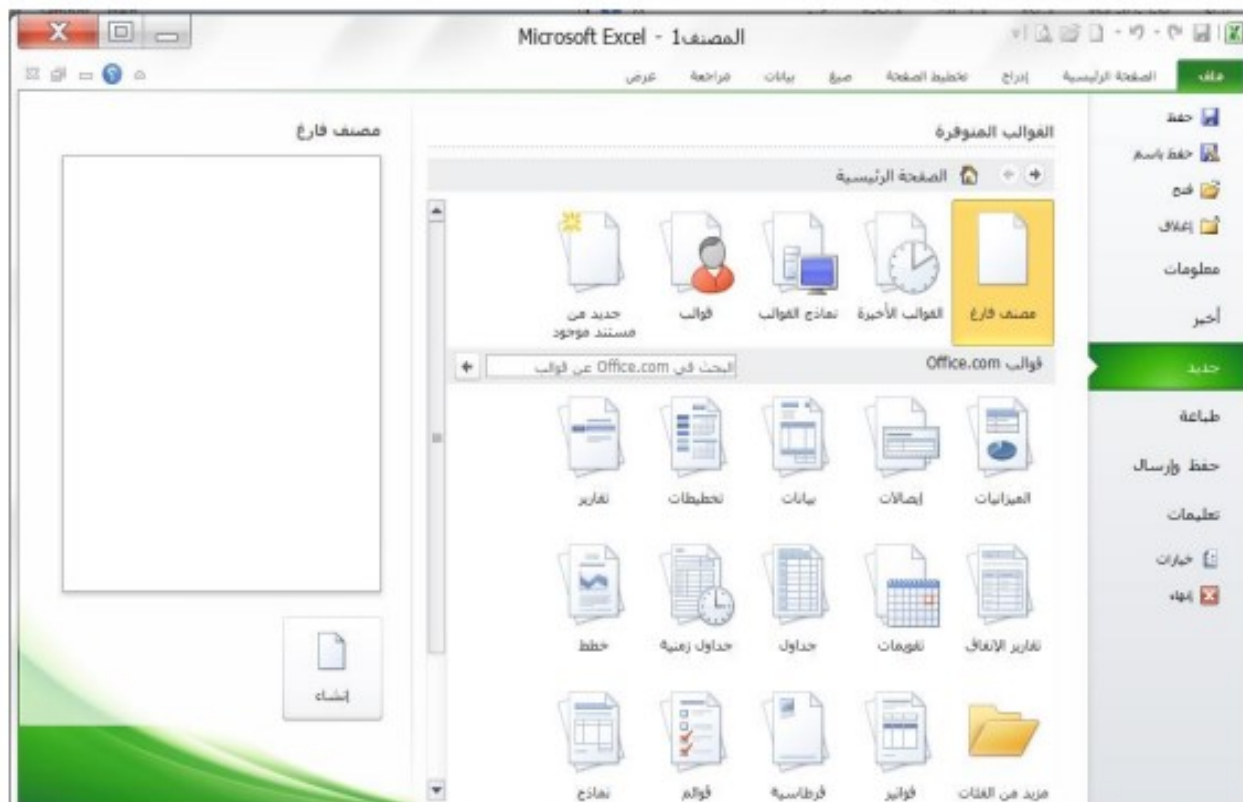 المصنف1 - Microsoft Excel
ملف الصفحة الرئيسية إدراج تخطيط الصفحة صيغ بيانات مراجعة عرض
حفظ
حفظ باسم
فتح
إغلاق
معلومات
أخير
جديد
طباعة
حفظ وإرسال
تعليمات
خيارات
إنهاء
القوالب المتوفرة
الصفحة الرئيسية
مصنف فارغ
القوالب الأخيرة
نماذج القوالب
قوالب
جديد من
مستند موجود
قوالب Office.com
البحث في Office.com عن قوالب
الميزانيات
إيصالات
بيانات
تخطيطات
تقارير
تقارير الإنفاق
تقويمات
جداول
جداول زمنية
خطط
مزيد من الفئات
فواتير
قرطاسية
قوائم
نماذج
مصنف فارغ
إنشاء